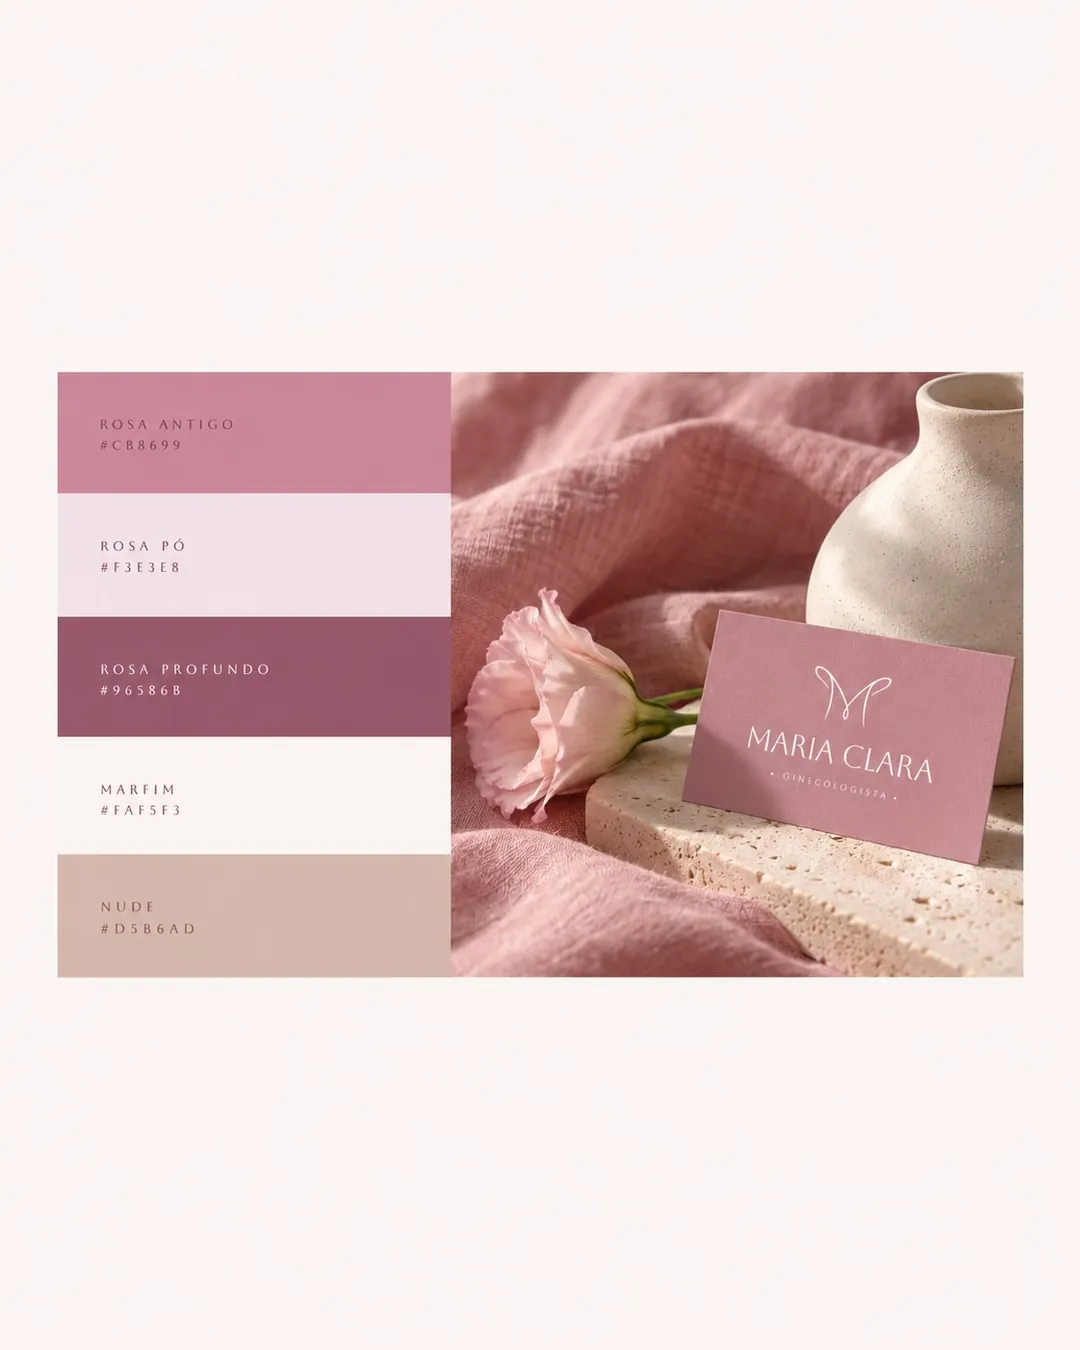 ROSA ANTIGO
#CB8699
ROSA PÓ
#F3E3E8
ROSA PROFUNDO
#96586B
MARFIM
#FAF5F3
NUDE
#D5B6AD
M
MARIA CLARA
• GINECOLOGISTA •